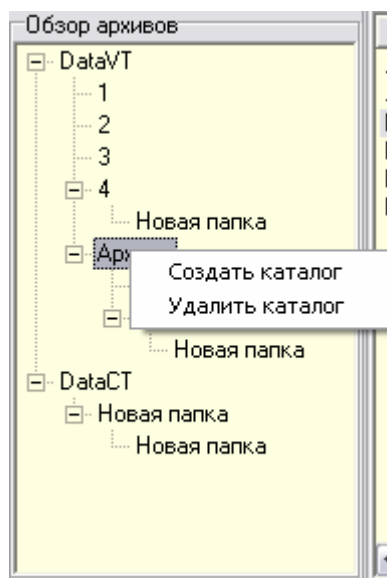 Обзор архивов
DataVT
1
2
3
4
Новая папка
Создать каталог
Удалить каталог
Новая папка
DataCT
Новая папка
Новая папка